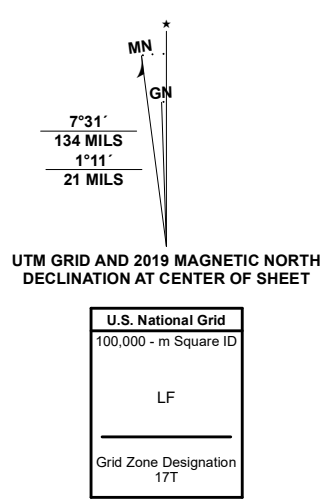 MN
GN
7°31´
134 MILS
1°11´
21 MILS
UTM GRID AND 2019 MAGNETIC NORTH
DECLINATION AT CENTER OF SHEET
U.S. National Grid
100,000 - m Square ID
LF
Grid Zone Designation
17T